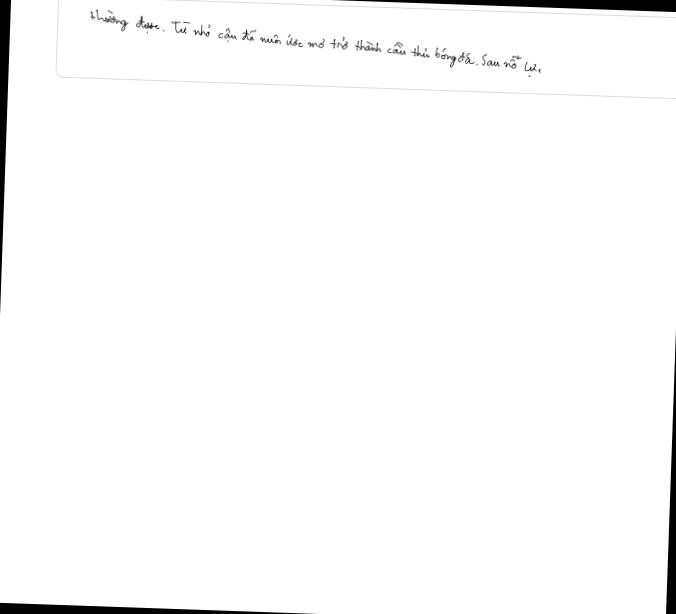 thường được. Từ nhỏ cậu đã nuôi ước mơ trở thành cầu thủ bóng đá. Sau nỗ lực,